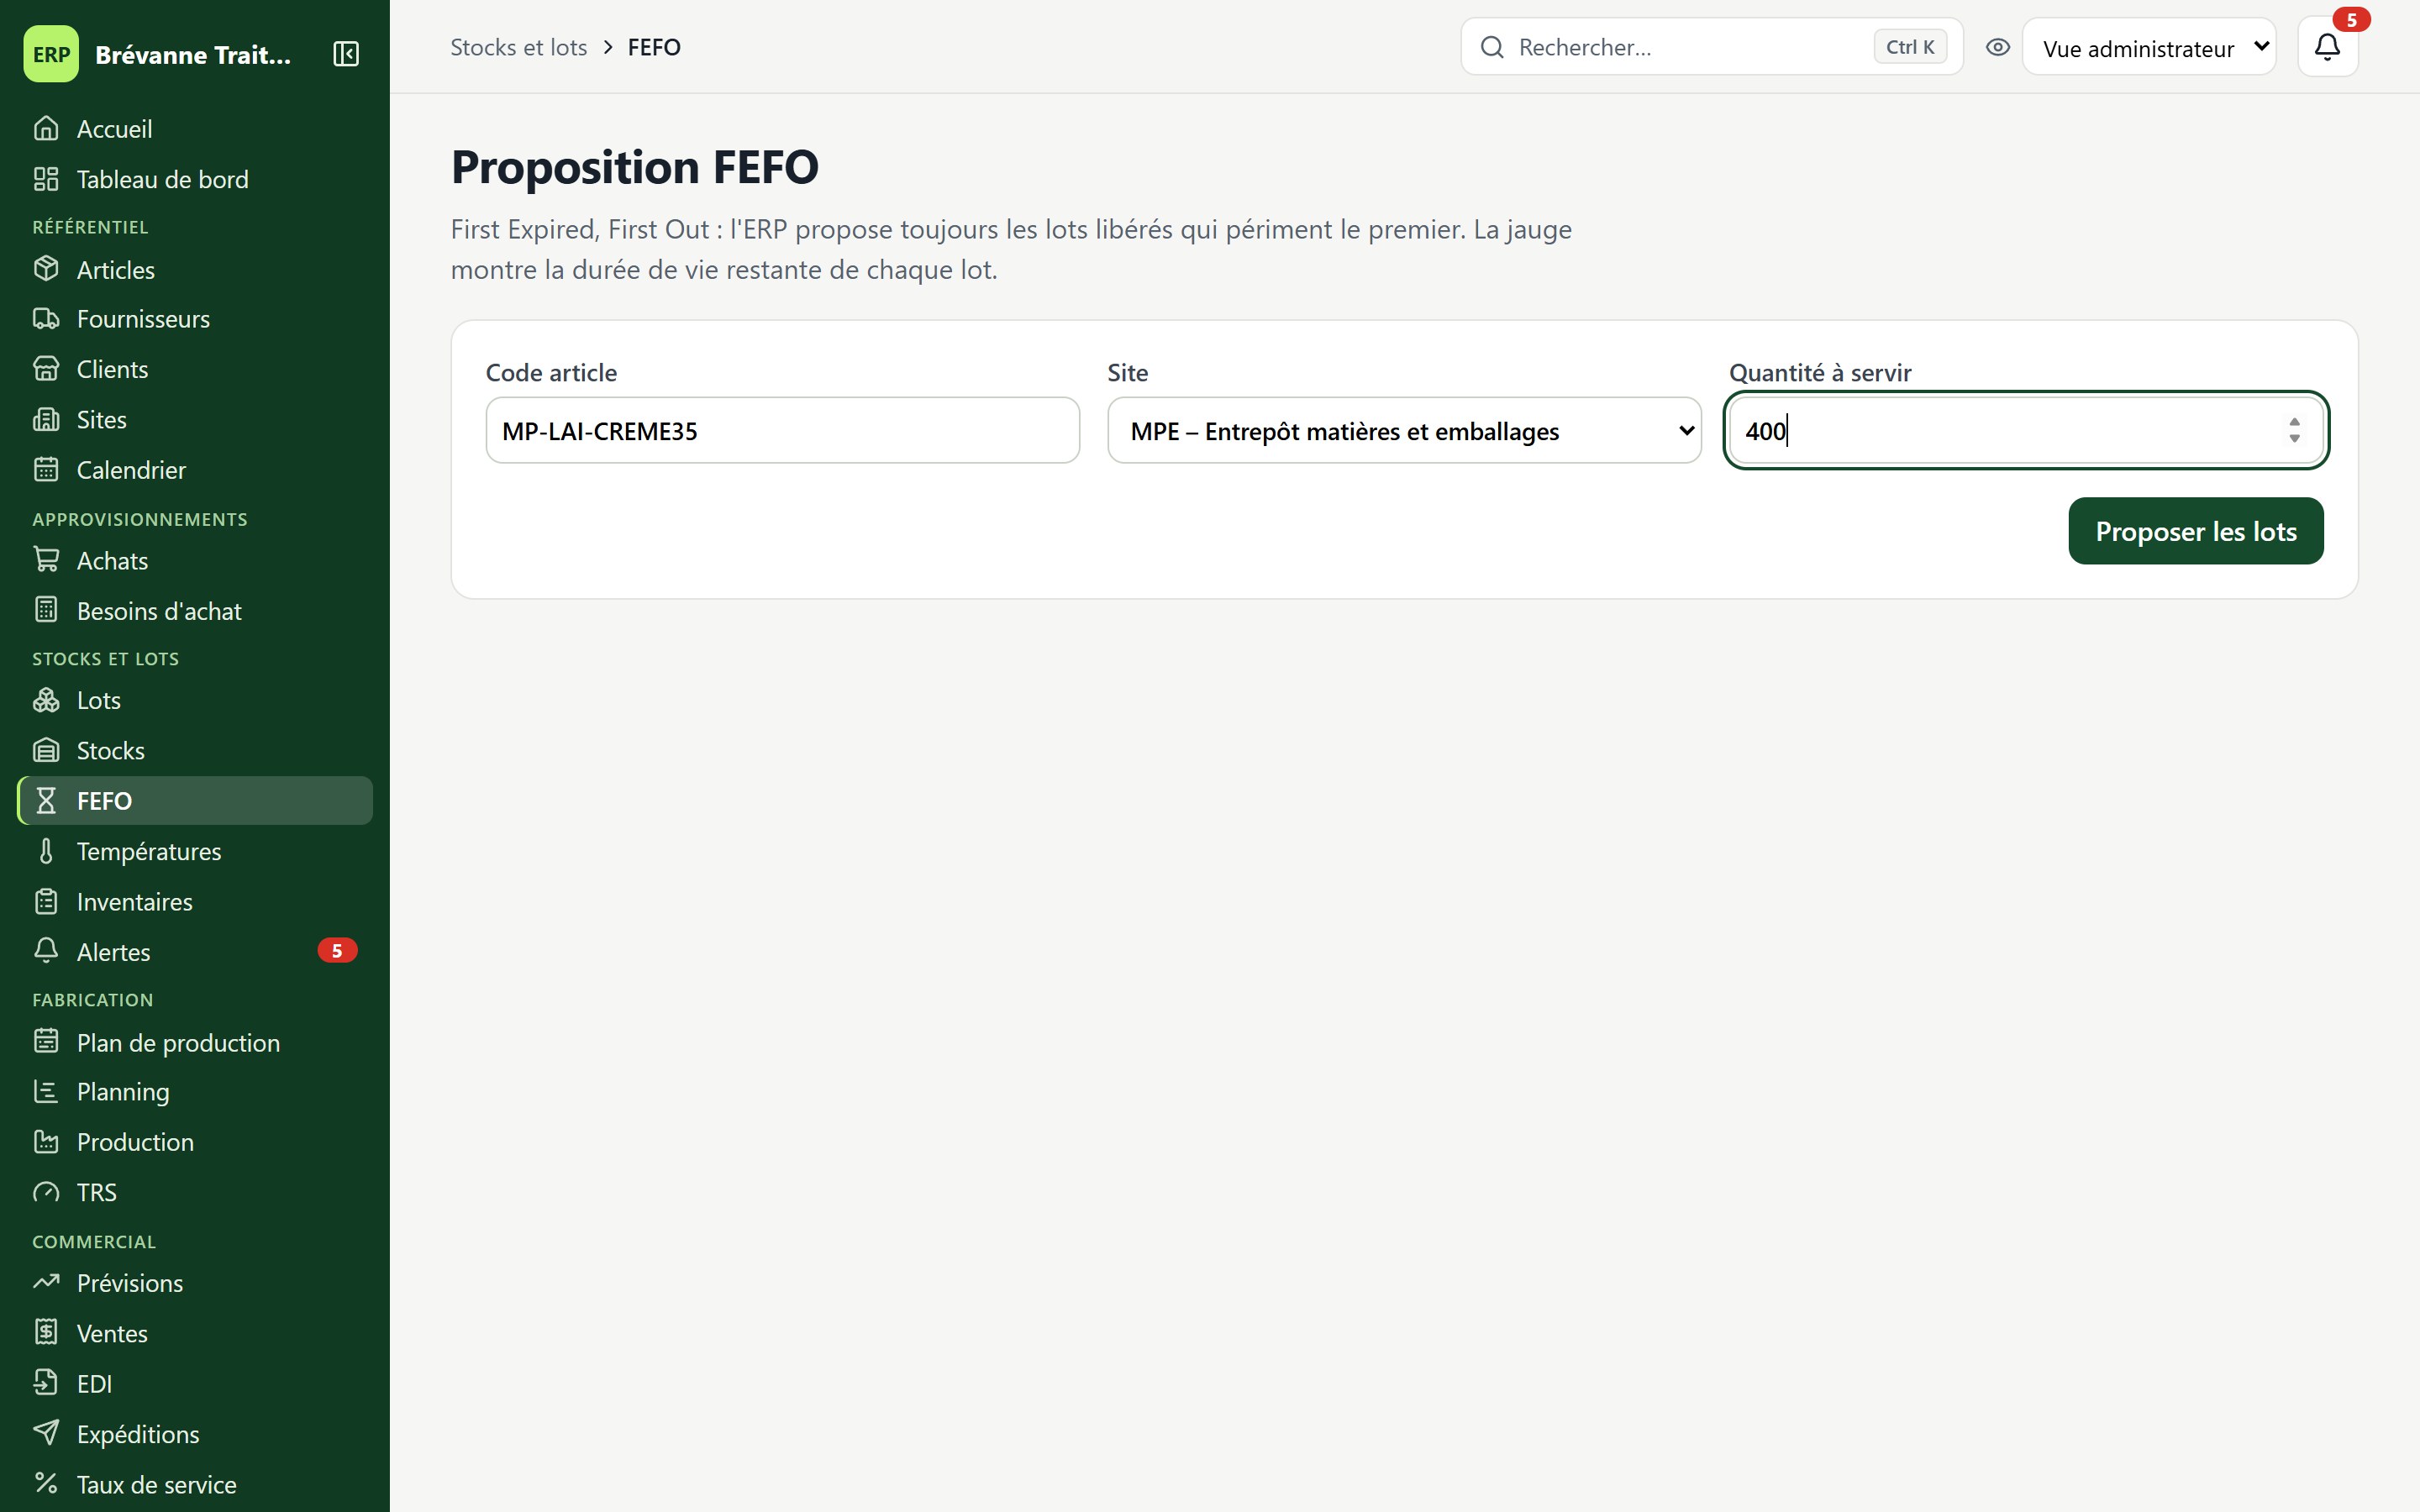 ERP
Brévanne Trait...
Accueil
Tableau de bord
RÉFÉRENTIEL
Articles
Fournisseurs
Clients
Sites
Calendrier
APPROVISIONNEMENTS
Achats
Besoins d'achat
STOCKS ET LOTS
Lots
Stocks
FEFO
Températures
Inventaires
Alertes 5
FABRICATION
Plan de production
Planning
Production
TRS
COMMERCIAL
Prévisions
Ventes
EDI
Expéditions
Taux de service
Stocks et lots > FEFO
Rechercher... Ctrl K
Vue administrateur
5
Proposition FEFO
First Expired, First Out : l'ERP propose toujours les lots libérés qui périment le premier. La jauge
montre la durée de vie restante de chaque lot.
Code article
MP-LAI-CREME35
Site
MPE – Entrepôt matières et emballages
Quantité à servir
400
Proposer les lots